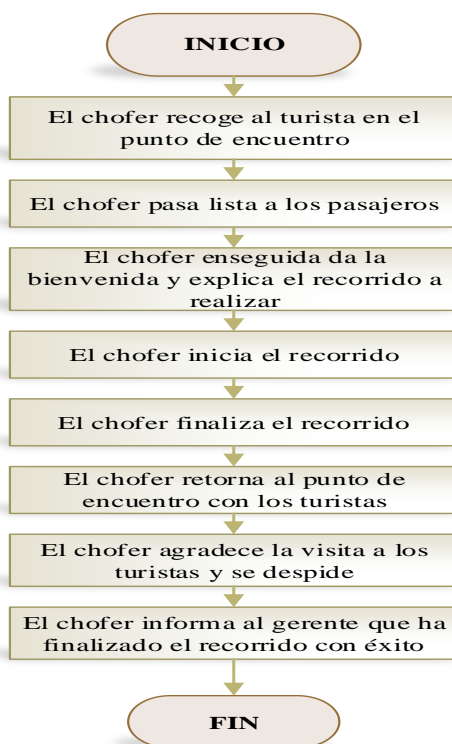 INICIO
El chofer recoge al turista en el
punto de encuentro
El chofer pasa lista a los pasajeros
El chofer enseguida da la
bienvenida y explica el recorrido a
realizar
El chofer inicia el recorrido
El chofer finaliza el recorrido
El chofer retorna al punto de
encuentro con los turistas
El chofer agradece la visita a los
turistas y se despide
El chofer informa al gerente que ha
finalizado el recorrido con éxito
FIN